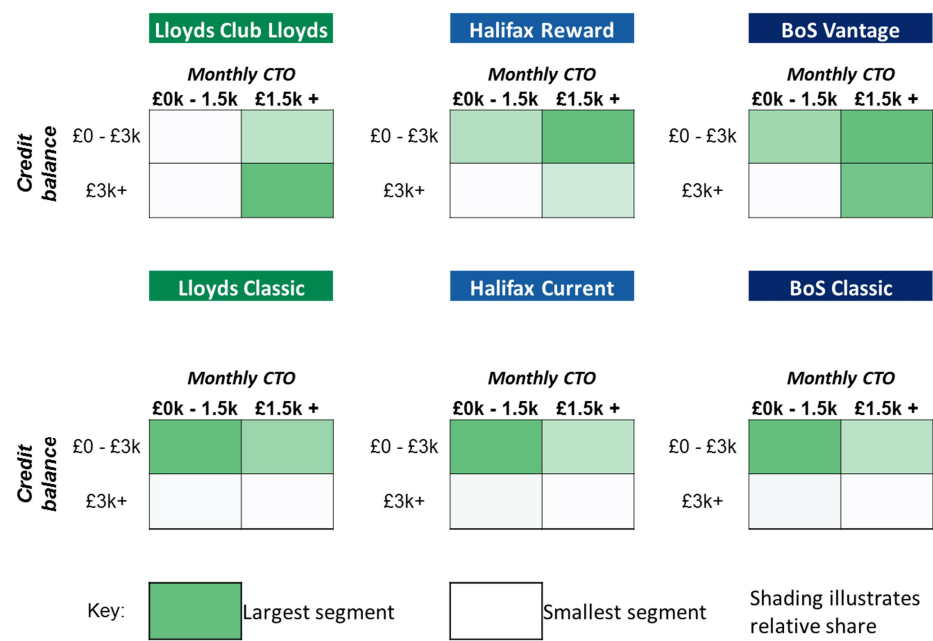 Lloyds Club Lloyds
Halifax Reward
BoS Vantage
Monthly CTO
Monthly CTO
Monthly CTO
£0k - 1.5k £1.5k +
£0k - 1.5k £1.5k +
£0k - 1.5k £1.5k +
Credit
balance
£0 - £3k
£0 - £3k
£0 - £3k
£3k+
£3k+
£3k+
Lloyds Classic
Halifax Current
BoS Classic
Monthly CTO
Monthly CTO
Monthly CTO
£0k - 1.5k £1.5k +
£0k - 1.5k £1.5k +
£0k - 1.5k £1.5k +
Credit
balance
£0 - £3k
£0 - £3k
£0 - £3k
£3k+
£3k+
£3k+
Key:
Largest segment
Smallest segment
Shading illustrates
relative share